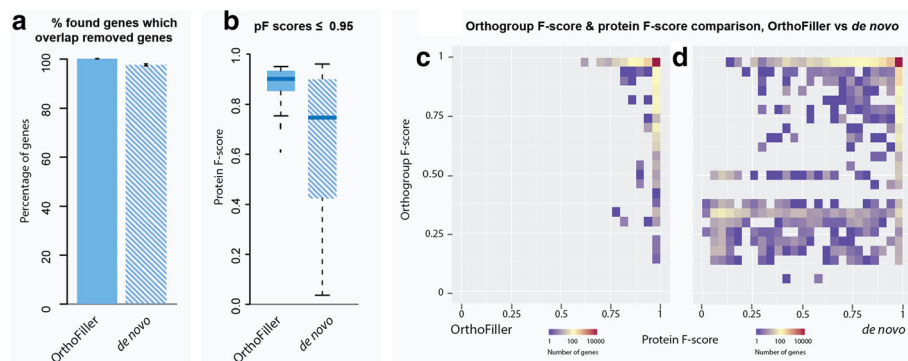 a
% found genes which
overlap removed genes
Percentage of genes
100
80
60
40
20
0
OrthoFiller
de novo
b
pF scores ≤ 0.95
Protein F-score
1.0
0.8
0.6
0.4
0.2
0.0
OrthoFiller
de novo
Orthogroup F-score & protein F-score comparison, OrthoFiller vs de novo
c
d
Orthogroup F-score
1
0.75
0.50
0.25
0
0 0.25 0.5 0.75 1
0 0.25 0.5 0.75 1
OrthoFiller
Protein F-score
de novo
1 100 10000
Number of genes
1 100 10000
Number of genes